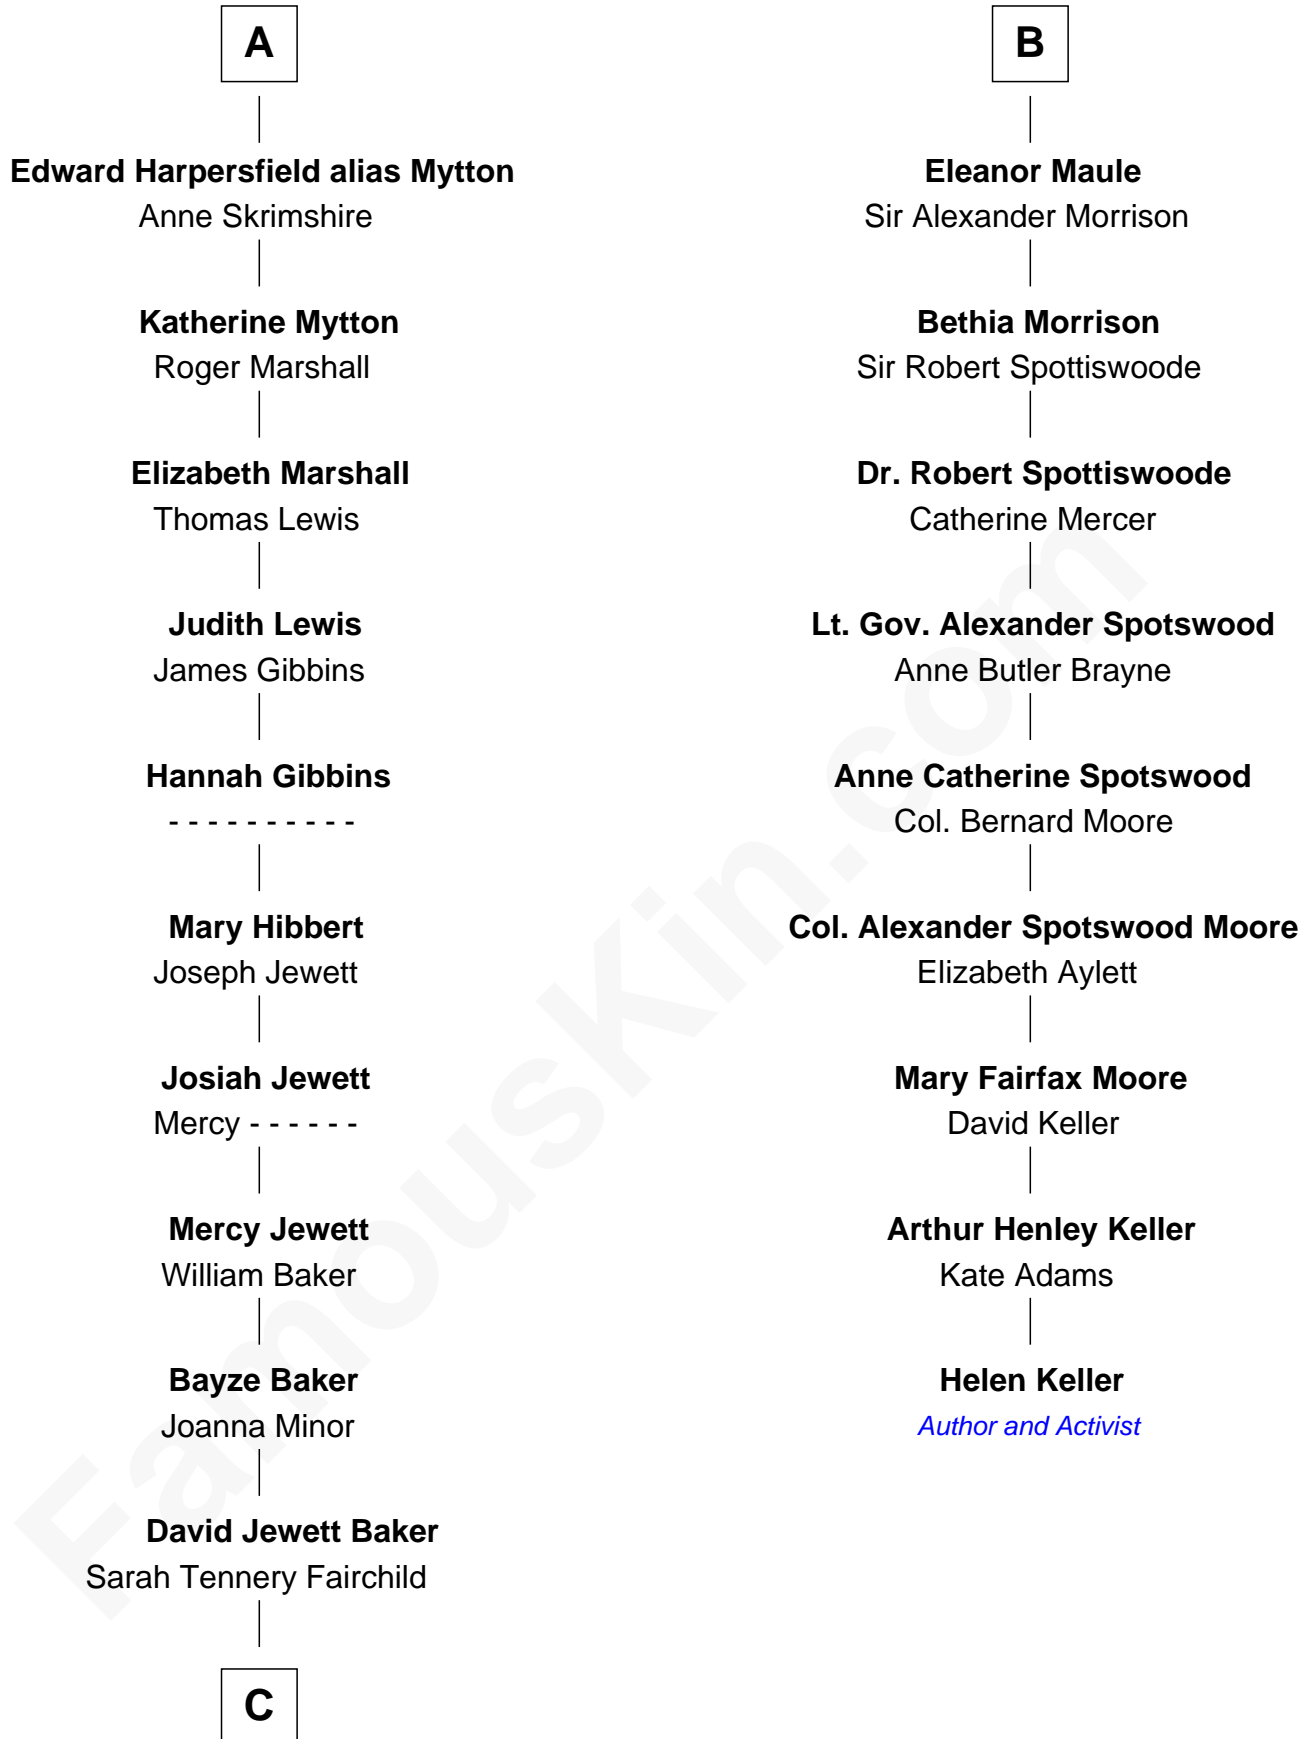 A
Edward Harpersfield alias Mytton
Anne Skrimshire
Katherine Mytton
Roger Marshall
Elizabeth Marshall
Thomas Lewis
Judith Lewis
James Gibbins
Hannah Gibbins
- - - - - - - - - -
Mary Hibbert
Joseph Jewett
Josiah Jewett
Mercy - - - - - -
Mercy Jewett
William Baker
Bayze Baker
Joanna Minor
David Jewett Baker
Sarah Tennery Fairchild
C
B
Eleanor Maule
Sir Alexander Morrison
Bethia Morrison
Sir Robert Spottiswoode
Dr. Robert Spottiswoode
Catherine Mercer
Lt. Gov. Alexander Spotswood
Anne Butler Brayne
Anne Catherine Spotswood
Col. Bernard Moore
Col. Alexander Spotswood Moore
Elizabeth Aylett
Mary Fairfax Moore
David Keller
Arthur Henley Keller
Kate Adams
Helen Keller
Author and Activist
FamousKin.com